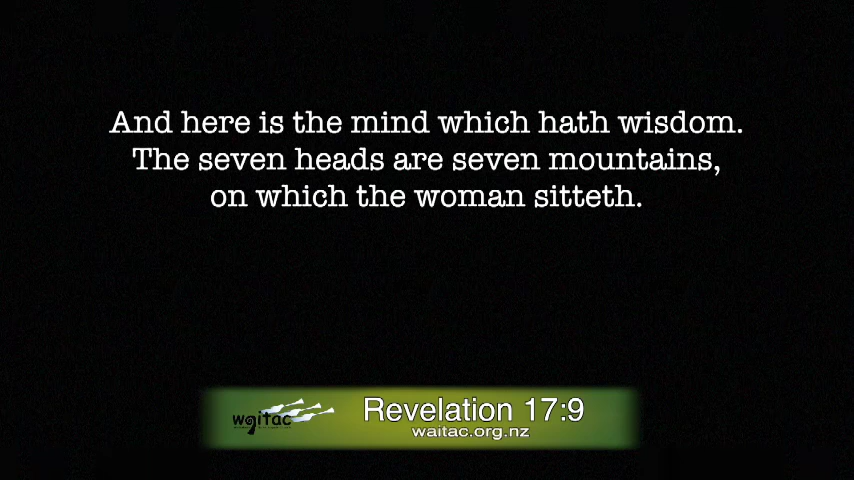 And here is the mind which hath wisdom.
The seven heads are seven mountains,
on which the woman sitteth.
waitac
Revelation 17:9
waitac.org.nz